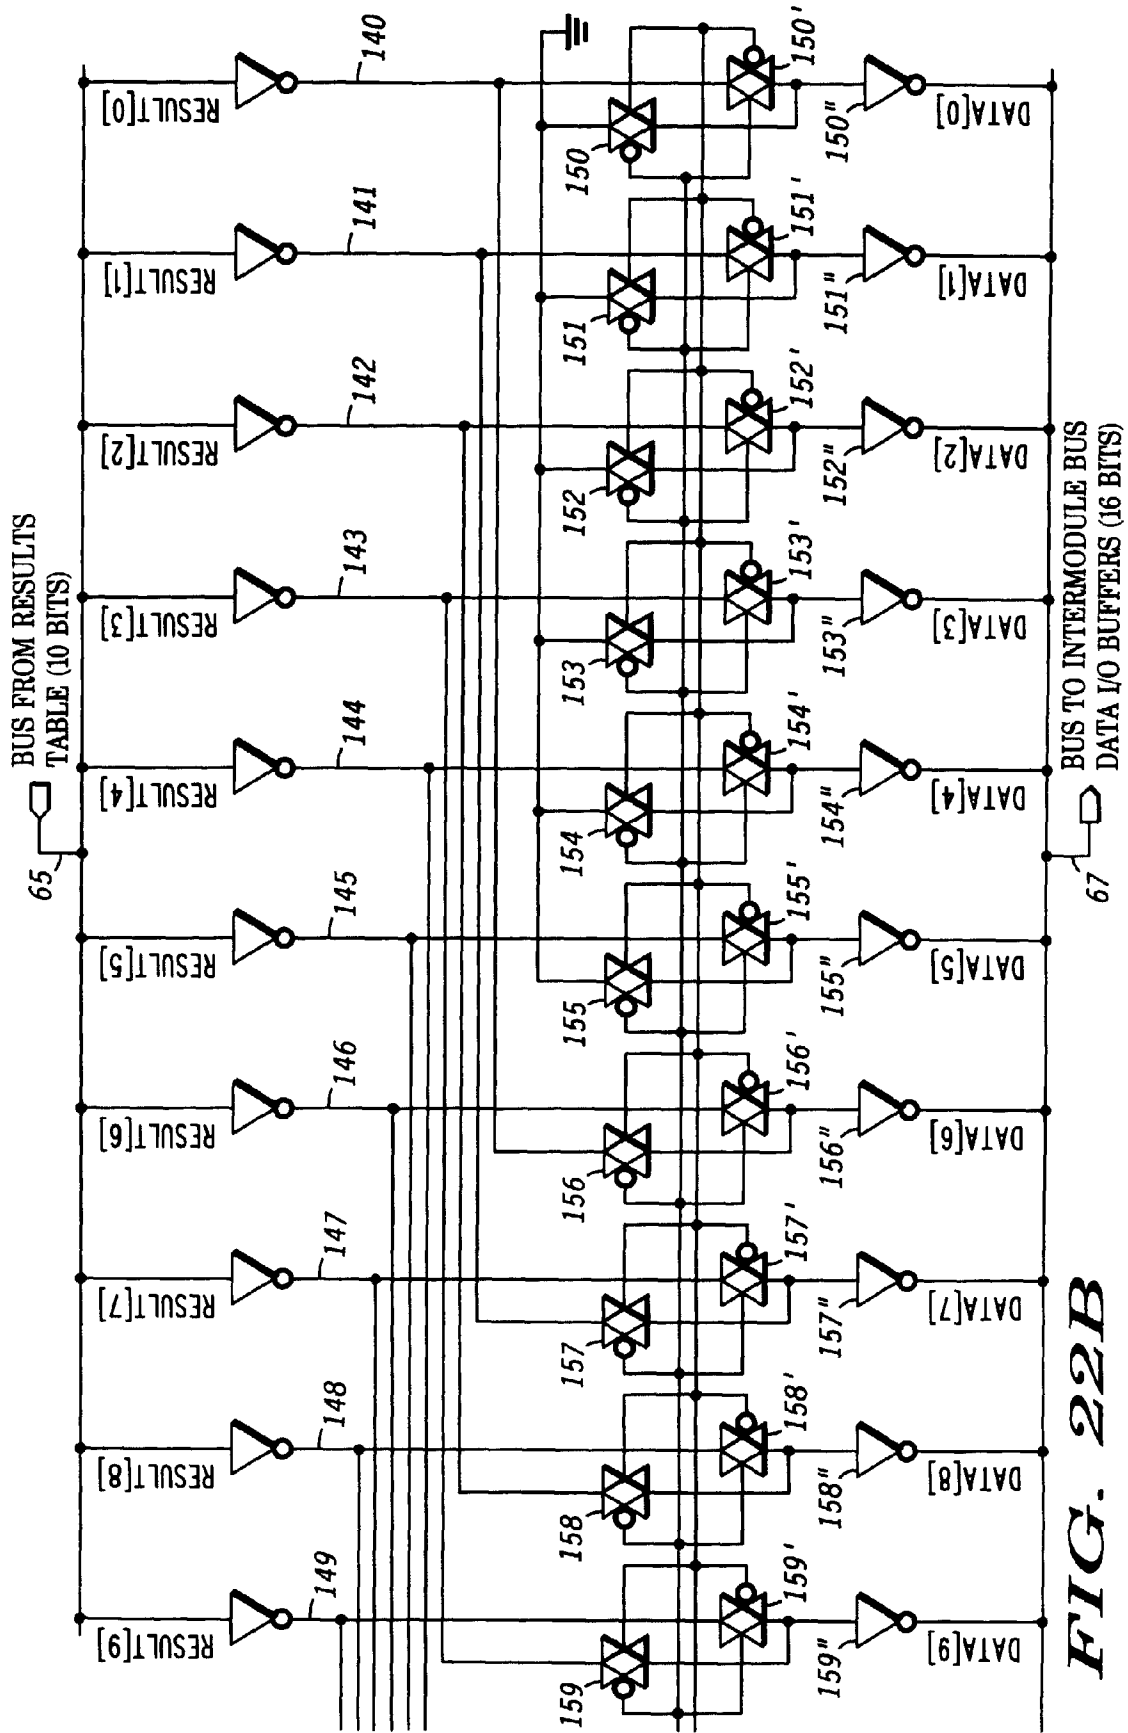 BUS FROM RESULTS
TABLE (10 BITS)
65
RESULT[9]
RESULT[8]
RESULT[7]
RESULT[6]
RESULT[5]
RESULT[4]
RESULT[3]
RESULT[2]
RESULT[1]
RESULT[0]
149
148
147
146
145
144
143
142
141
140
159
158
157
156
155
154
153
152
151
150
159'
158'
157'
156'
155'
154'
153'
152'
151'
150'
159"
158"
157"
156"
155"
154"
153"
152"
151"
150"
DATA[9]
DATA[8]
DATA[7]
DATA[6]
DATA[5]
DATA[4]
DATA[3]
DATA[2]
DATA[1]
DATA[0]
67
BUS TO INTERMODULE BUS
DATA I/O BUFFERS (16 BITS)
FIG. 22B